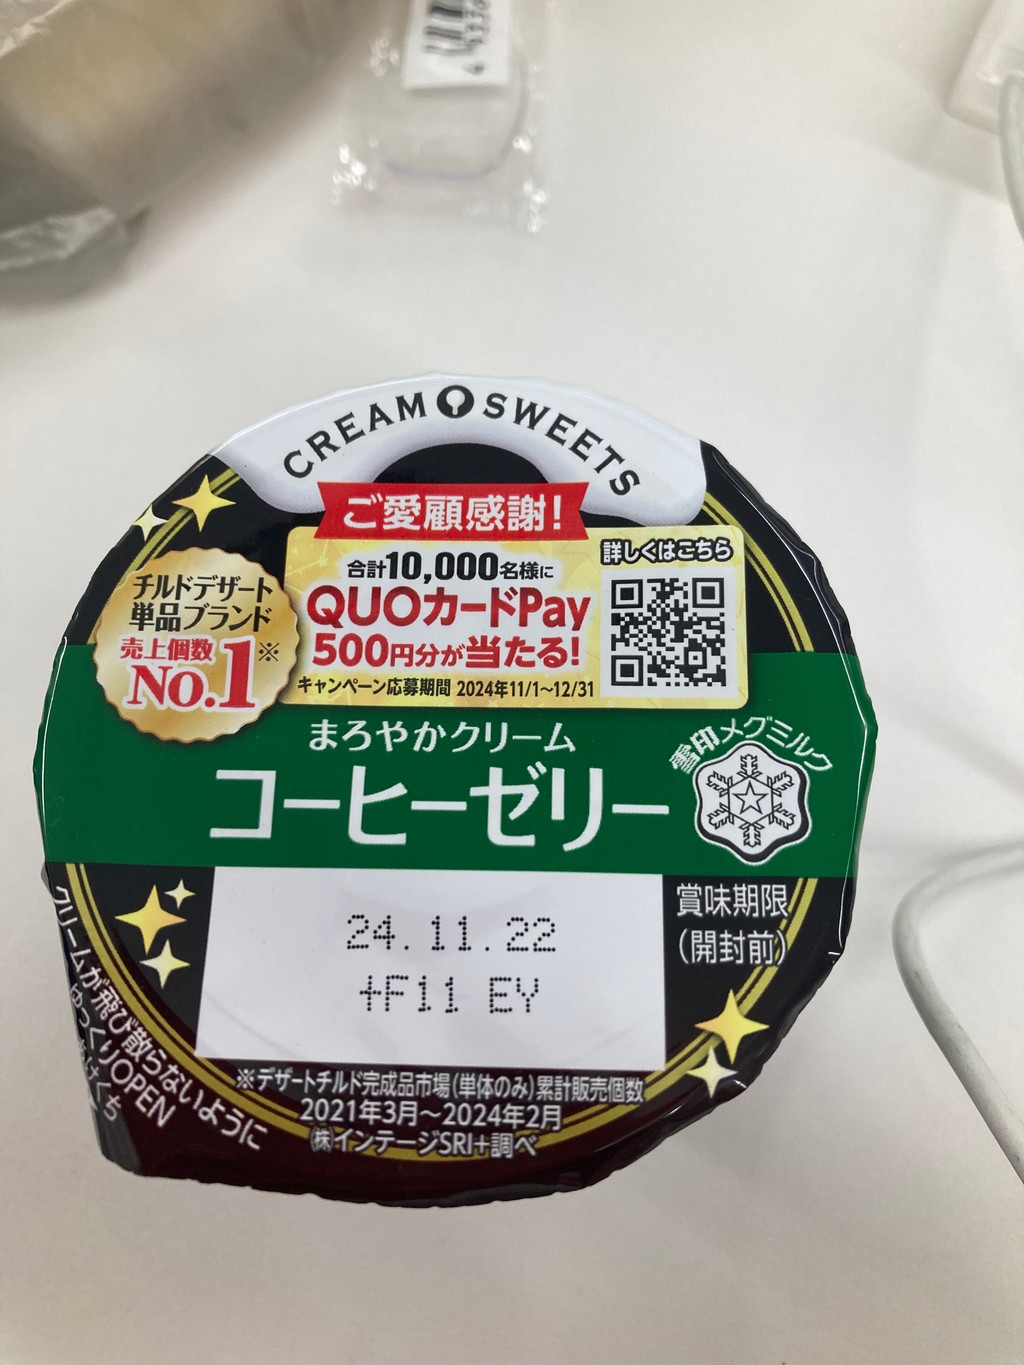 CREAM SWEETS
ご愛顧感謝!
合計10,000名様に
QUOカードPay
500円分が当たる!
キャンペーン応募期間 2024年11/1〜12/31
詳しくはこちら
チルドデザート
単品ブランド
売上個数
No.1※
まろやかクリーム
コーヒーゼリー
雪印メグミルク
賞味期限
(開封前)
24.11.22
+F11 EY
クリームが飛び散らないように
ゆっくりOPEN
※デザートチルド完成品市場(単体のみ)累計販売個数
2021年3月〜2024年2月
㈱インテージSRI+調べ